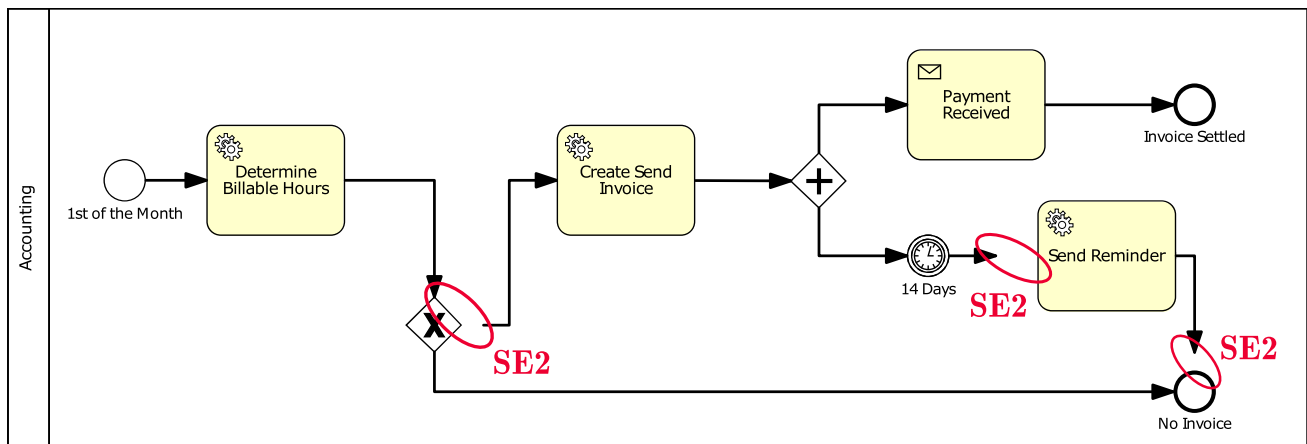 Accounting
1st of the Month
Determine
Billable Hours
SE2
Create Send
Invoice
Payment
Received
Invoice Settled
14 Days
SE2
Send Reminder
SE2
No Invoice